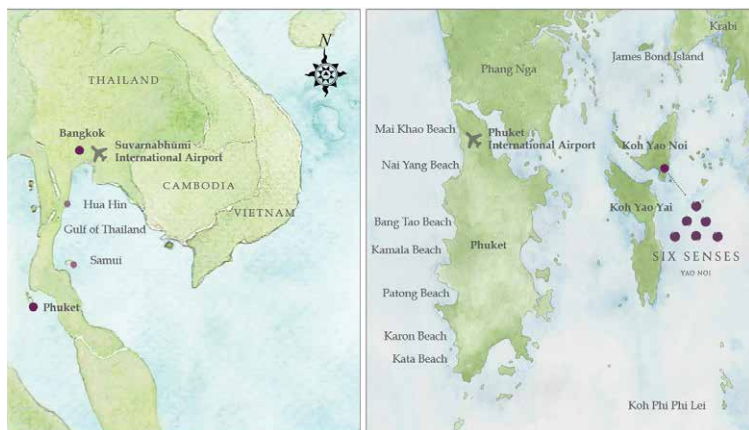 N
THAILAND
Bangkok
Suvarnabhumi
International Airport
CAMBODIA
Hua Hin
VIETNAM
Gulf of Thailand
Samui
Phuket
Krabi
James Bond Island
Phang Nga
Mai Khao Beach
Phuket
International Airport
Koh Yao Noi
Nai Yang Beach
Koh Yao Yai
Bang Tao Beach
Phuket
Kamala Beach
SIX SENSES
YAO NOI
Patong Beach
Karon Beach
Kata Beach
Koh Phi Phi Lei